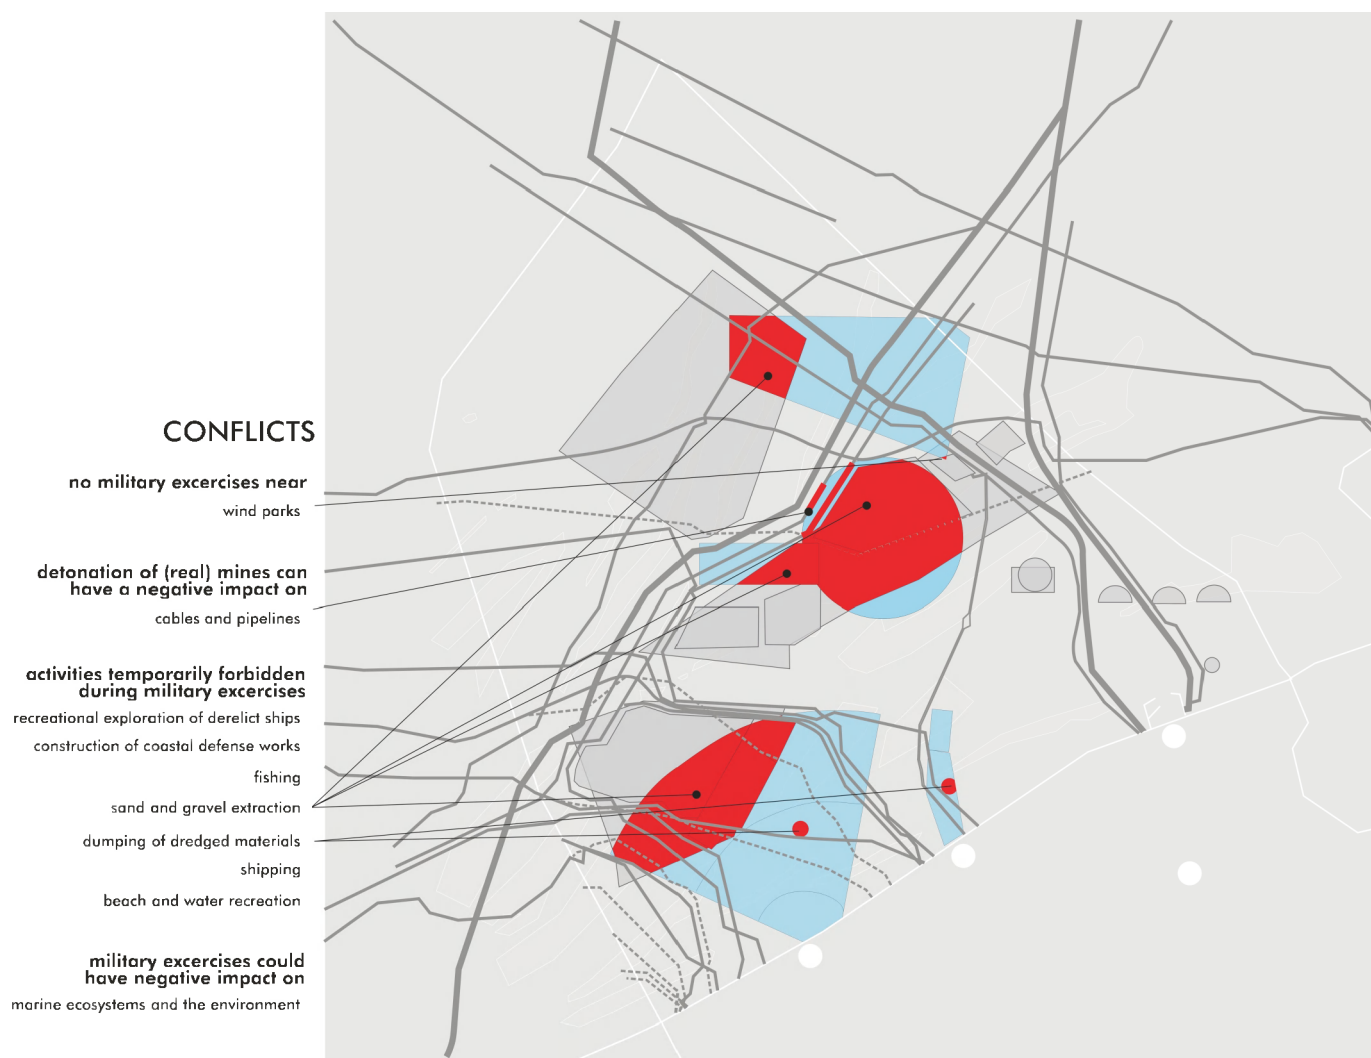 CONFLICTS
no military excercises near
wind parks
detonation of (real) mines can
have a negative impact on
cables and pipelines
activities temporarily forbidden
during military excercises
recreational exploration of derelict ships
construction of coastal defense works
fishing
sand and gravel extraction
dumping of dredged materials
shipping
beach and water recreation
military excercises could
have negative impact on
marine ecosystems and the environment